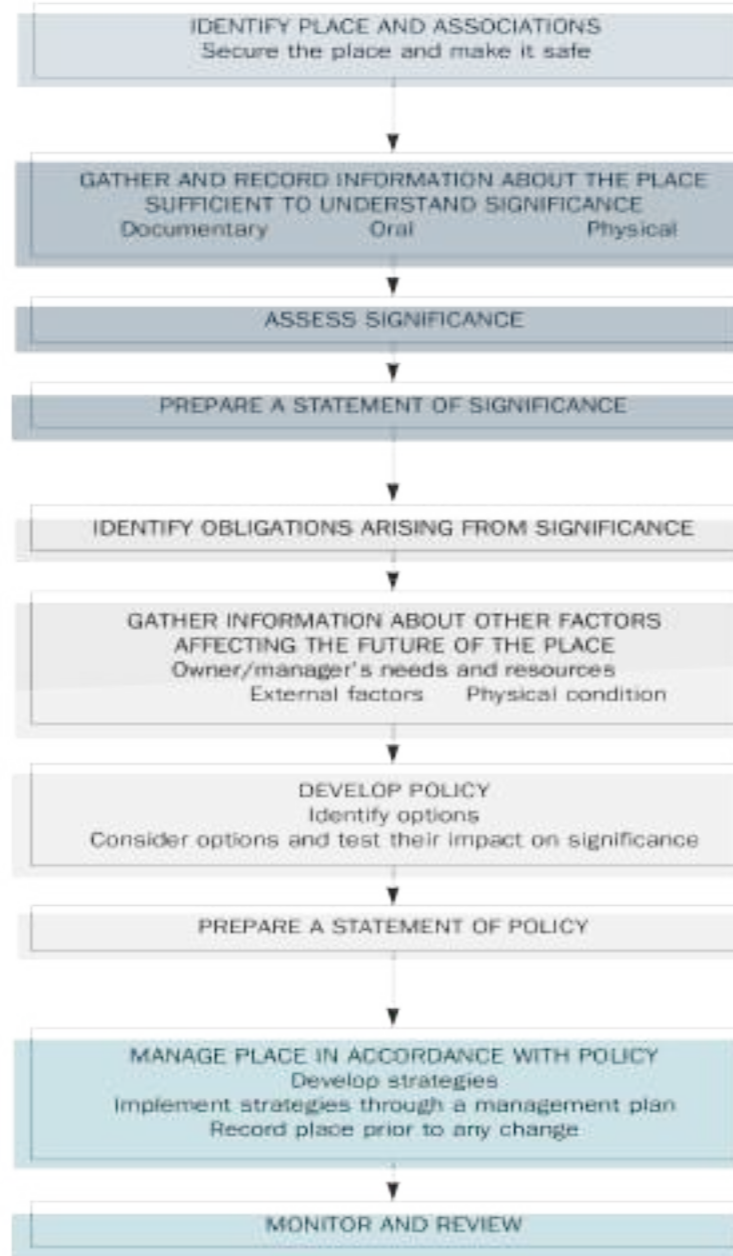 IDENTIFY PLACE AND ASSOCIATIONS
Secure the place and make it safe
GATHER AND RECORD INFORMATION ABOUT THE PLACE
SUFFICIENT TO UNDERSTAND SIGNIFICANCE
Documentary Oral Physical
ASSESS SIGNIFICANCE
PREPARE A STATEMENT OF SIGNIFICANCE
IDENTIFY OBLIGATIONS ARISING FROM SIGNIFICANCE
GATHER INFORMATION ABOUT OTHER FACTORS
AFFECTING THE FUTURE OF THE PLACE
Owner/manager's needs and resources
External factors Physical condition
DEVELOP POLICY
Identify options
Consider options and test their impact on significance
PREPARE A STATEMENT OF POLICY
MANAGE PLACE IN ACCORDANCE WITH POLICY
Develop strategies
Implement strategies through a management plan
Record place prior to any change
MONITOR AND REVIEW